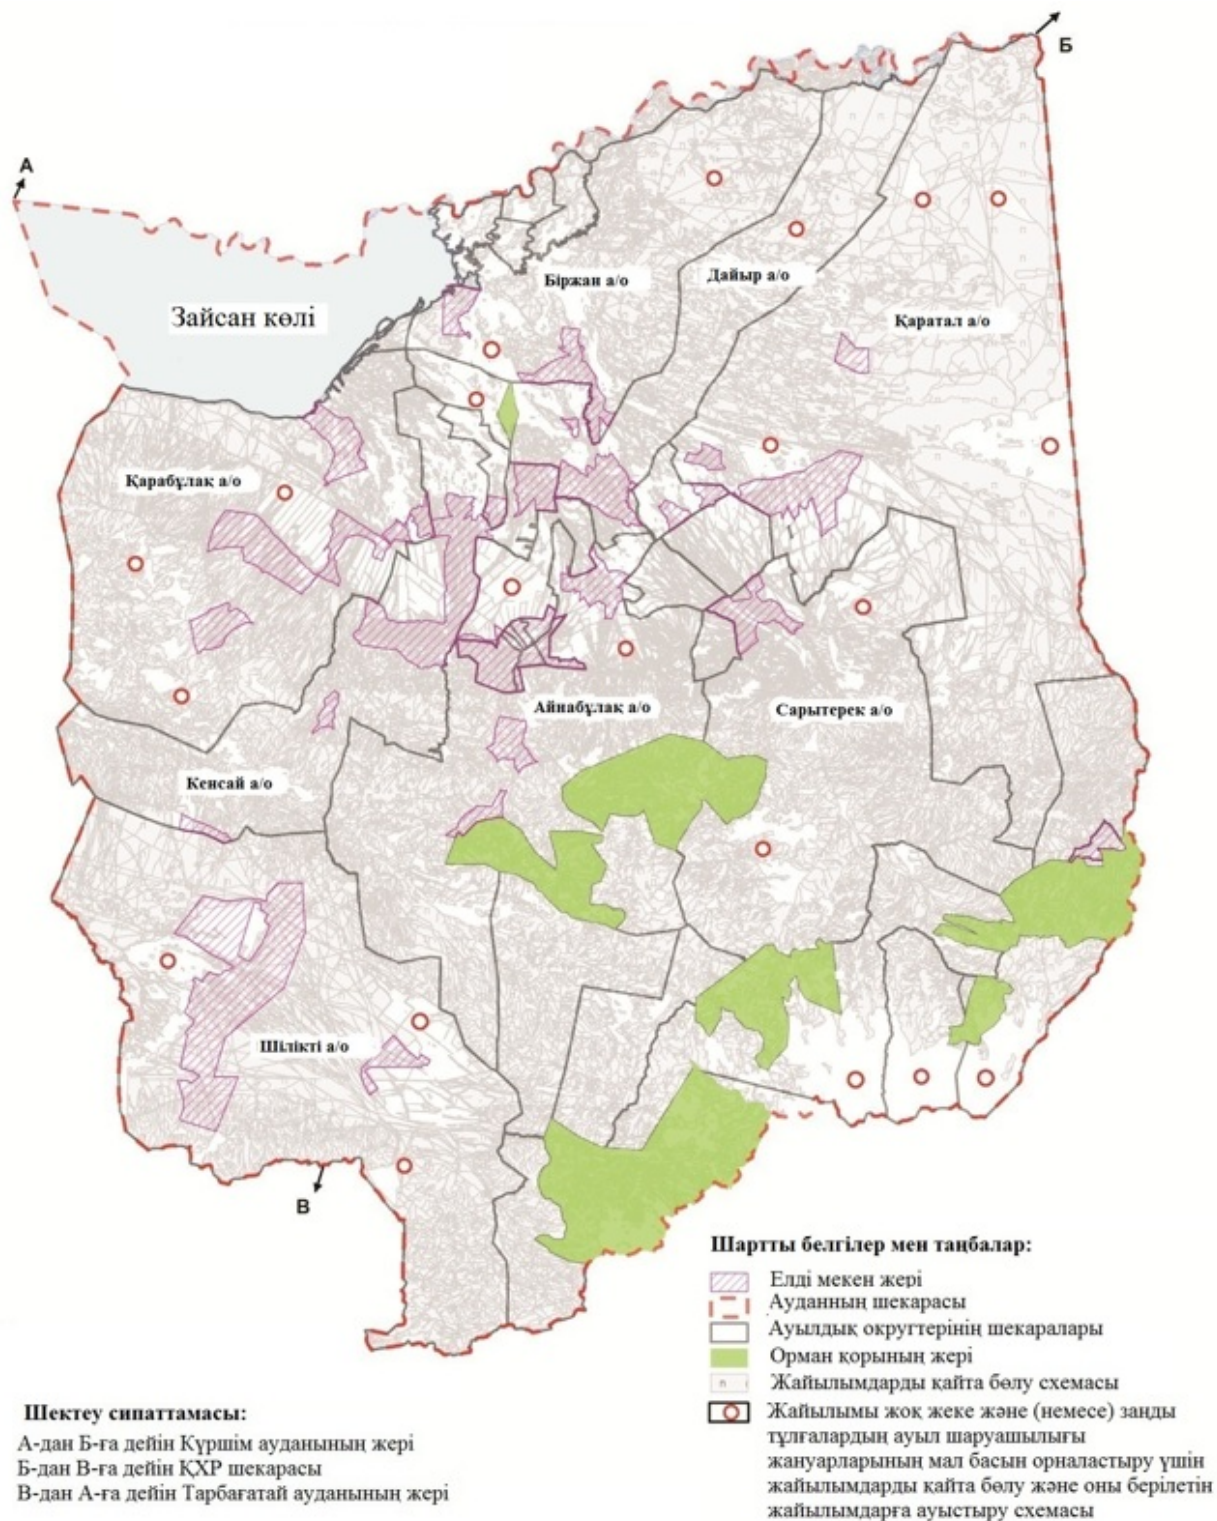 Б
А
Біржан а/о
Дайыр а/о
Зайсан көлі
Қаратал а/о
Қарабұлақ а/о
Айнабұлақ а/о
Сарытерек а/о
Кенсай а/о
Шілікті а/о
В
Шартты белгілер мен таңбалар:
Елді мекен жері
Ауданның шекарасы
Ауылдық округтерінің шекаралары
Орман қорының жері
Жайылымдарды қайта бөлу схемасы
Жайылымы жоқ жеке және (немесе) заңды
тұлғалардың ауыл шаруашылығы
жануарларының мал басын орналастыру үшін
жайылымдарды қайта бөлу және оны берілетін
жайылымдарға ауыстыру схемасы
Шектеу сипаттамасы:
А-дан Б-ға дейін Күршім ауданының жері
Б-дан В-ға дейін ҚХР шекарасы
В-дан А-ға дейін Тарбағатай ауданының жері